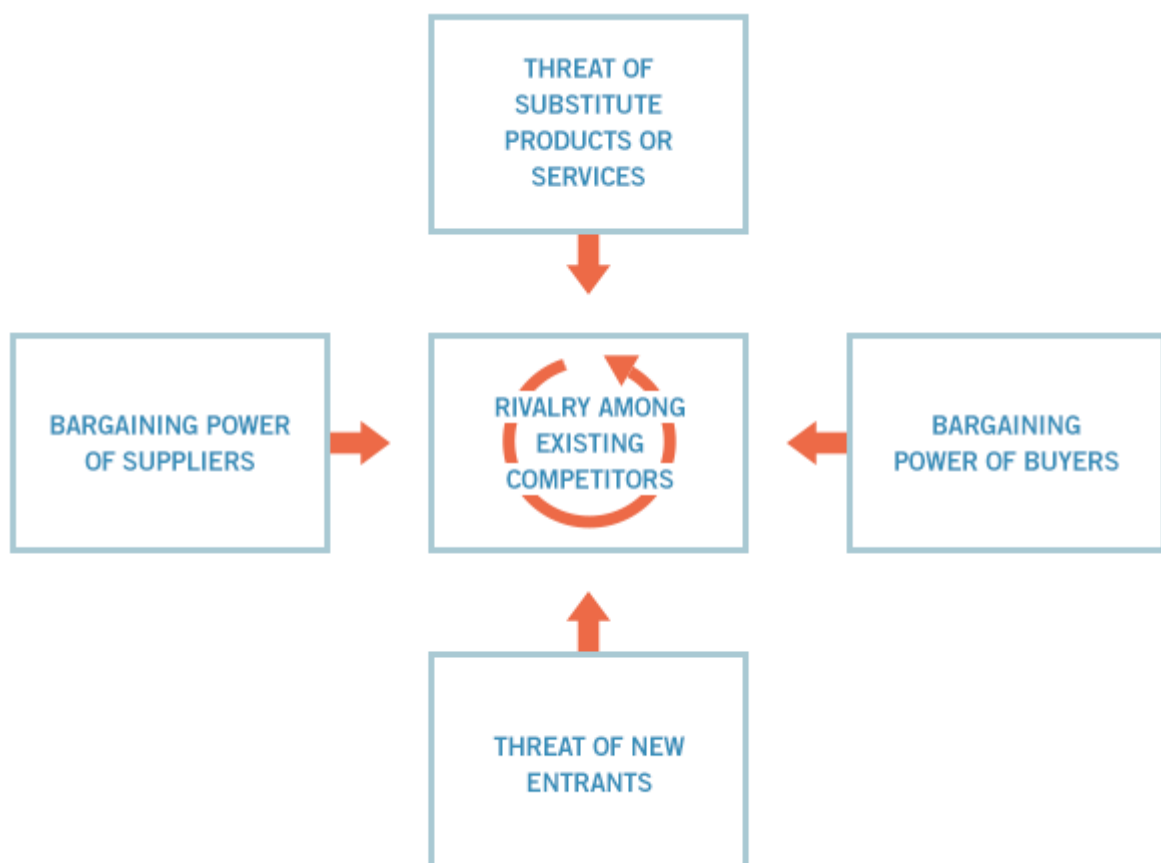 THREAT OF
SUBSTITUTE
PRODUCTS OR
SERVICES
BARGAINING POWER
OF SUPPLIERS
RIVALRY AMONG
EXISTING
COMPETITORS
BARGAINING
POWER OF BUYERS
THREAT OF NEW
ENTRANTS